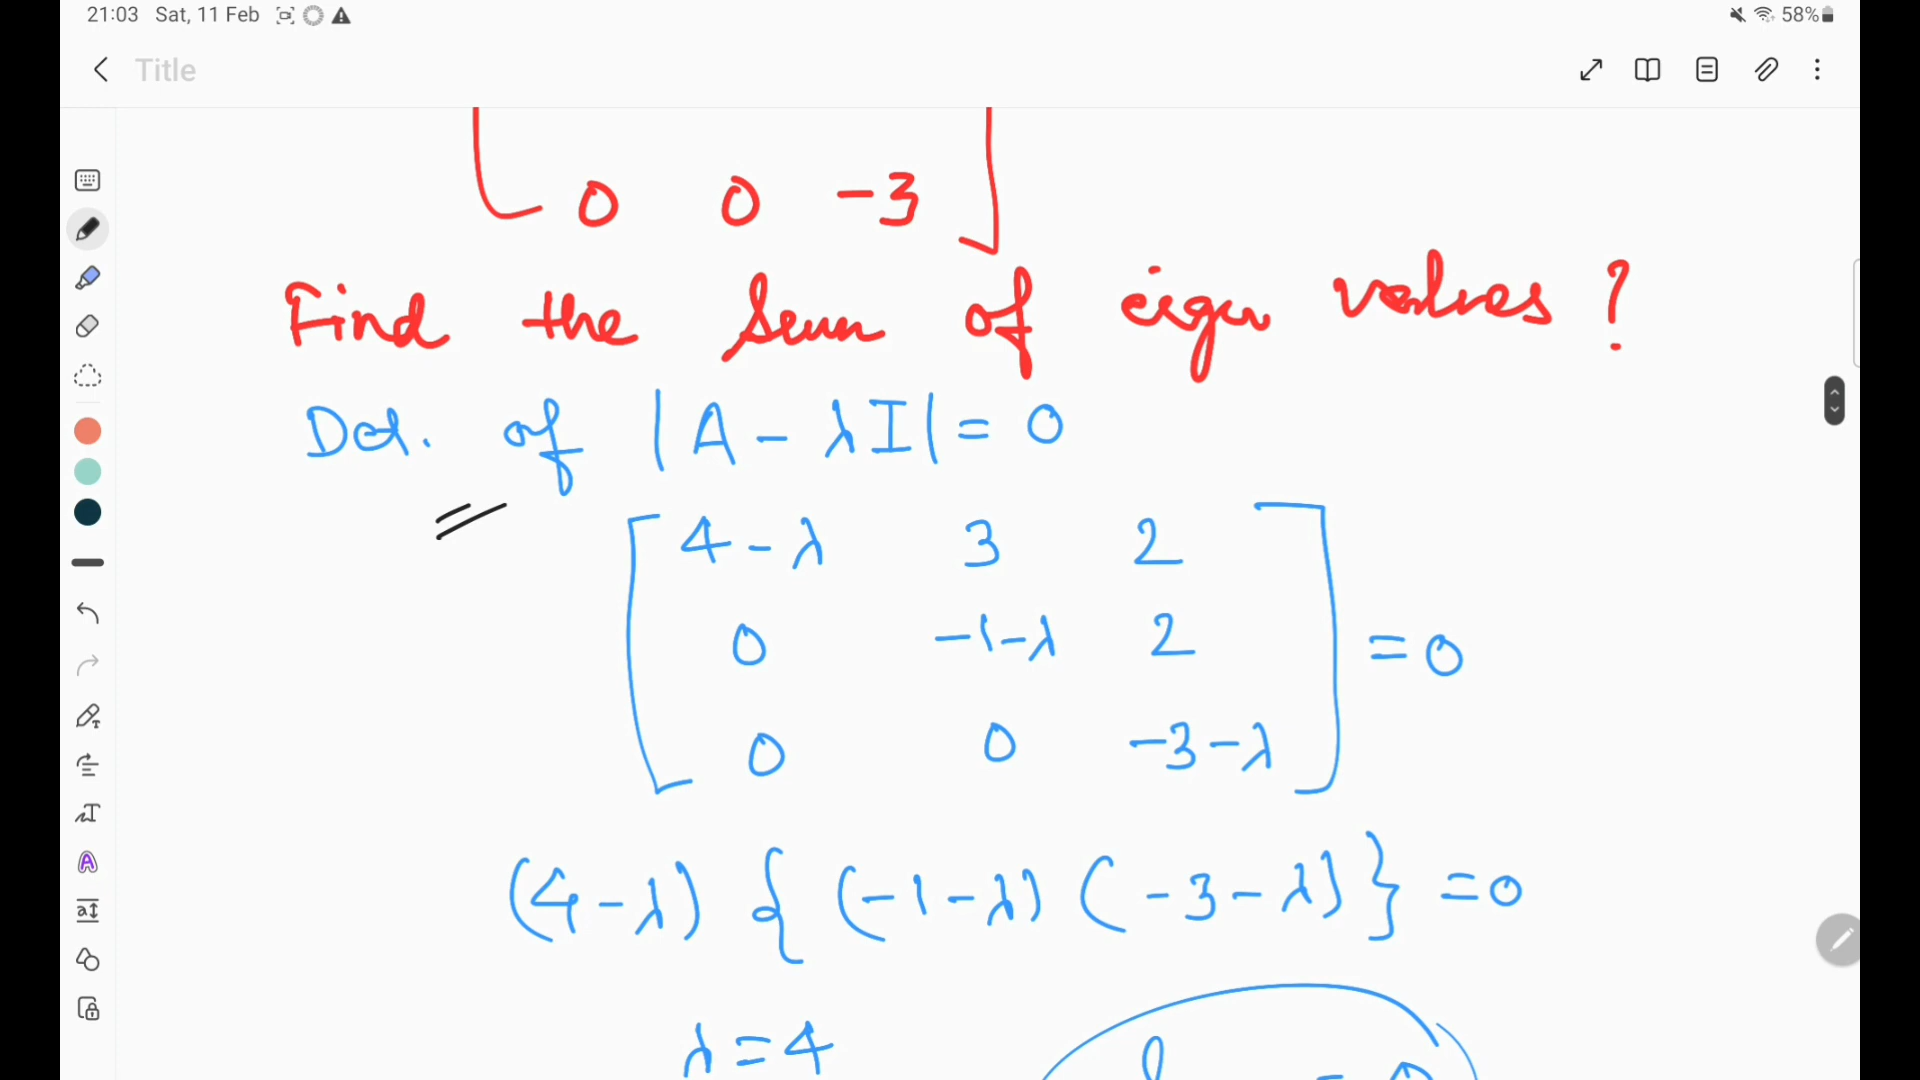 21:03 Sat, 11 Feb 58%
Title
0 0 -3
Find the sum of eigen values ?
Det. of |A - λI| = 0
4-λ 3 2
0 -1-λ 2 = 0
0 0 -3-λ
(4-λ) { (-1-λ) (-3-λ) } = 0
λ = 4